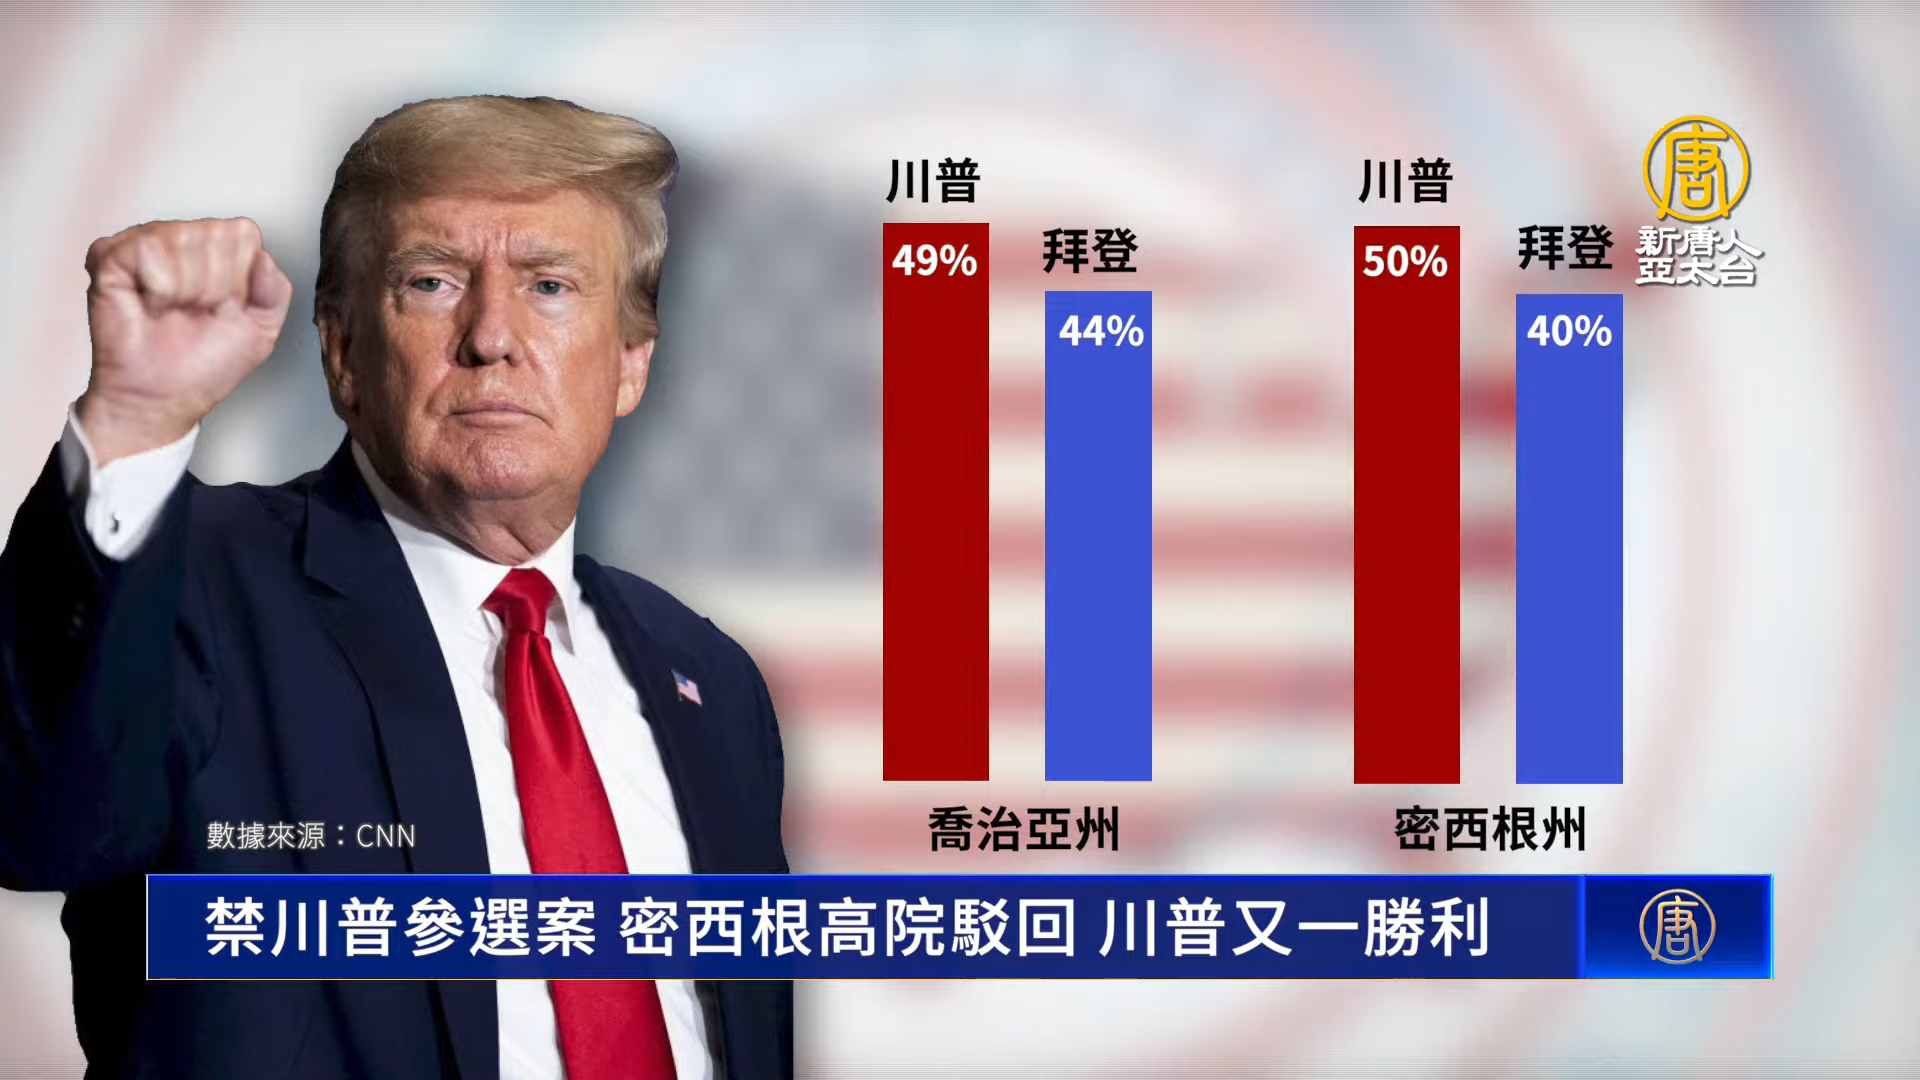 川普
49%
拜登
44%
喬治亞州
川普
50%
拜登
40%
密西根州
唐
新唐人
亞太台
數據來源：CNN
禁川普參選案 密西根高院駁回 川普又一勝利
唐